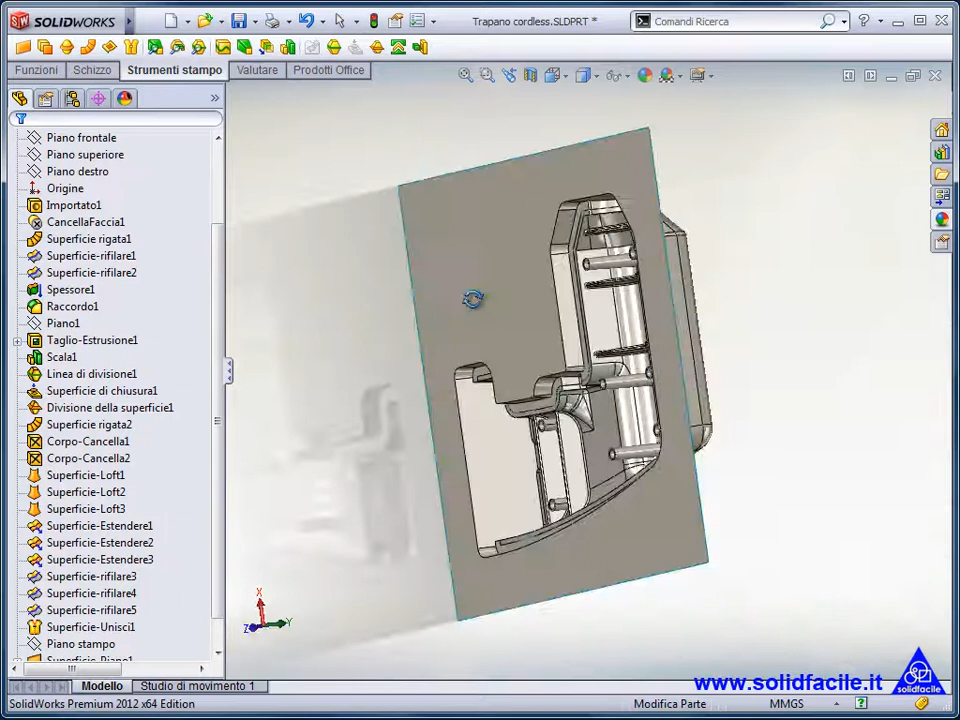 SW SOLIDWORKS
Trapano cordless.SLDPRT *
Comandi Ricerca
Funzioni
Schizzo
Strumenti stampo
Valutare
Prodotti Office
Piano frontale
Piano superiore
Piano destro
Origine
Importato1
CancellaFaccia1
Superficie rigata1
Superficie-rifilare1
Superficie-rifilare2
Spessore1
Raccordo1
Piano1
Taglio-Estrusione1
Scala1
Linea di divisione1
Superficie di chiusura1
Divisione della superficie1
Superficie rigata2
Corpo-Cancella1
Corpo-Cancella2
Superficie-Loft1
Superficie-Loft2
Superficie-Loft3
Superficie-Estendere1
Superficie-Estendere2
Superficie-Estendere3
Superficie-rifilare3
Superficie-rifilare4
Superficie-rifilare5
Superficie-Unisci1
Piano stampo
Superficie-Piano1
X
Y
Z
Modello
Studio di movimento 1
www.solidfacile.it
solidfacile
SolidWorks Premium 2012 x64 Edition
Modifica Parte
MMGS